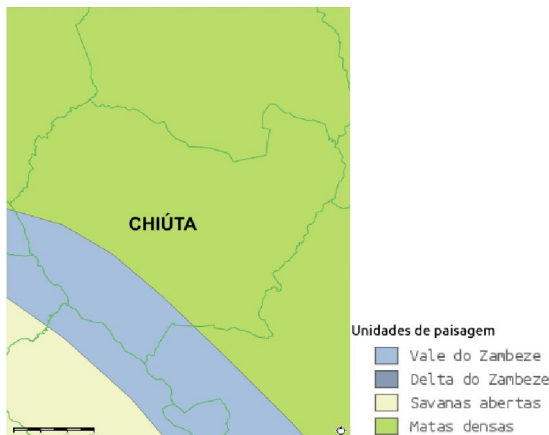 CHIÚTA
Unidades de paisagem
Vale do Zambeze
Delta do Zambeze
Savanas abertas
Matas densas